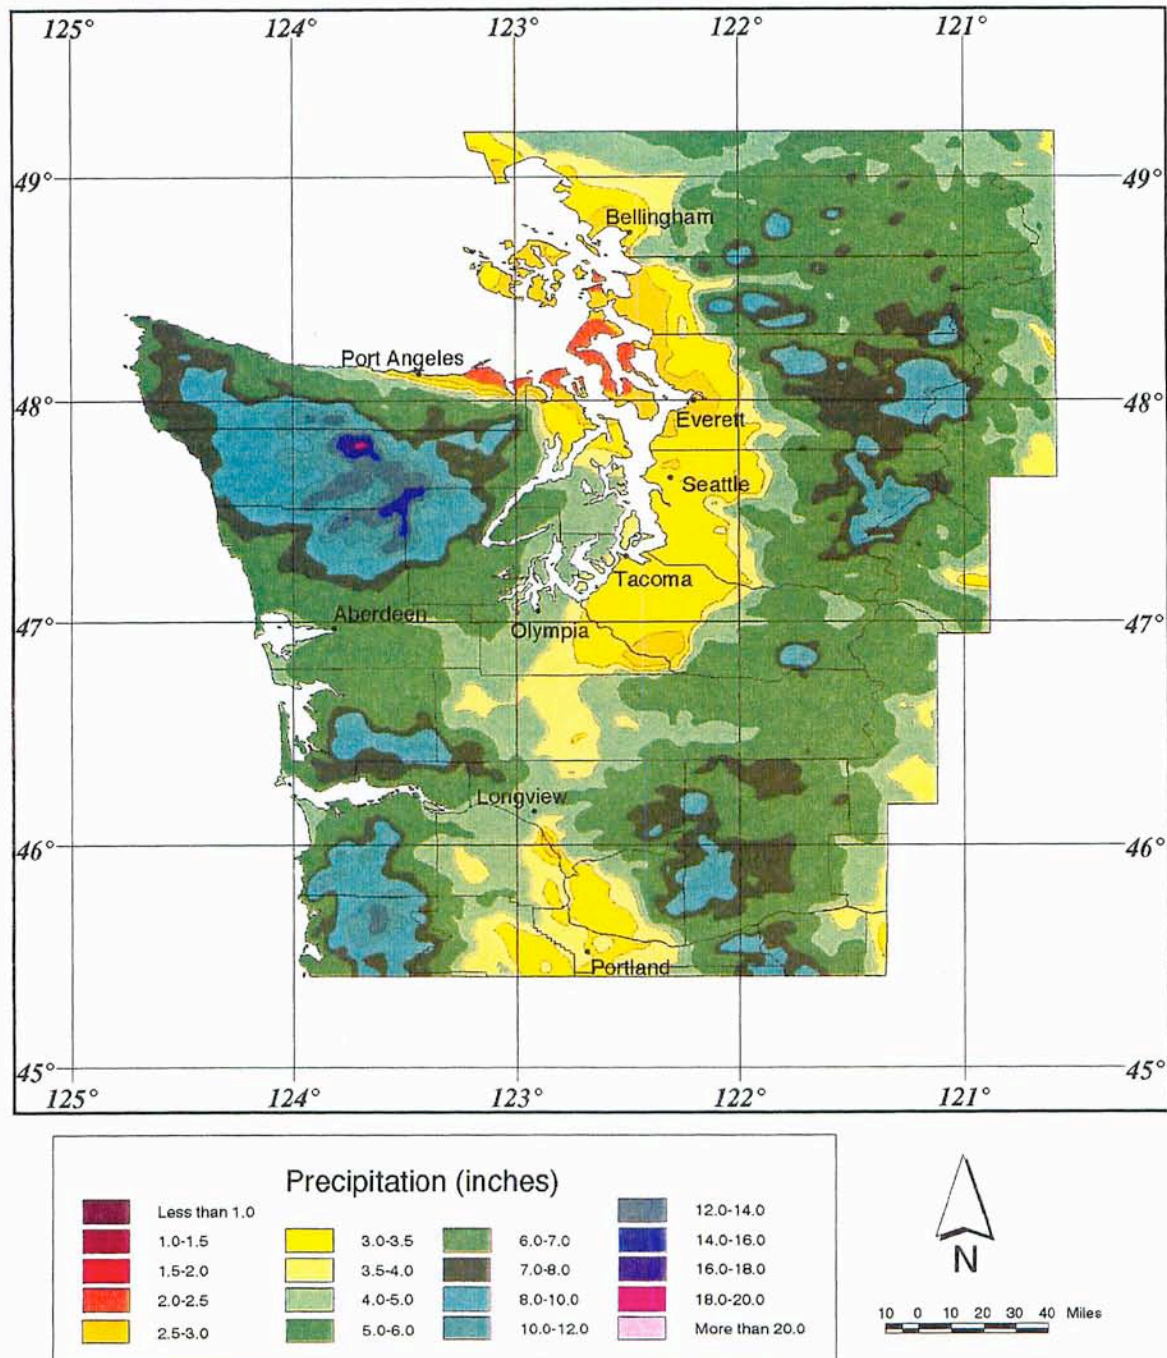 125° 124° 123° 122° 121°
49° 49°
Bellingham
Port Angeles
48° 48°
Everett
Seattle
Tacoma
Aberdeen
47° 47°
Olympia
Longview
46° 46°
Portland
45° 45°
125° 124° 123° 122° 121°
Precipitation (inches)
Less than 1.0
1.0-1.5
1.5-2.0
2.0-2.5
2.5-3.0
3.0-3.5
3.5-4.0
4.0-5.0
5.0-6.0
6.0-7.0
7.0-8.0
8.0-10.0
10.0-12.0
12.0-14.0
14.0-16.0
16.0-18.0
18.0-20.0
More than 20.0
N
10 0 10 20 30 40 Miles